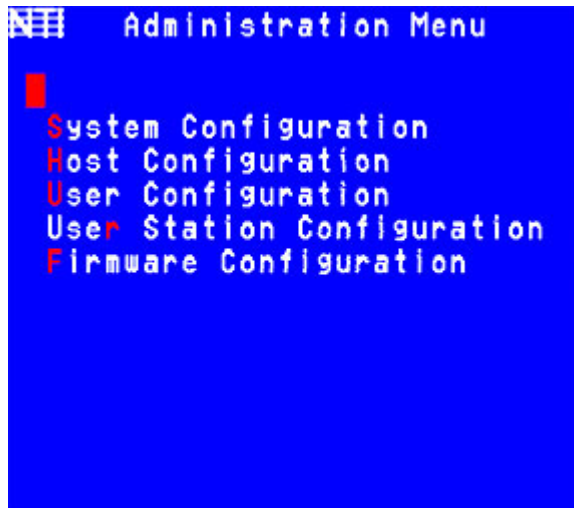 NTI Administration Menu
System Configuration
Host Configuration
User Configuration
User Station Configuration
Firmware Configuration